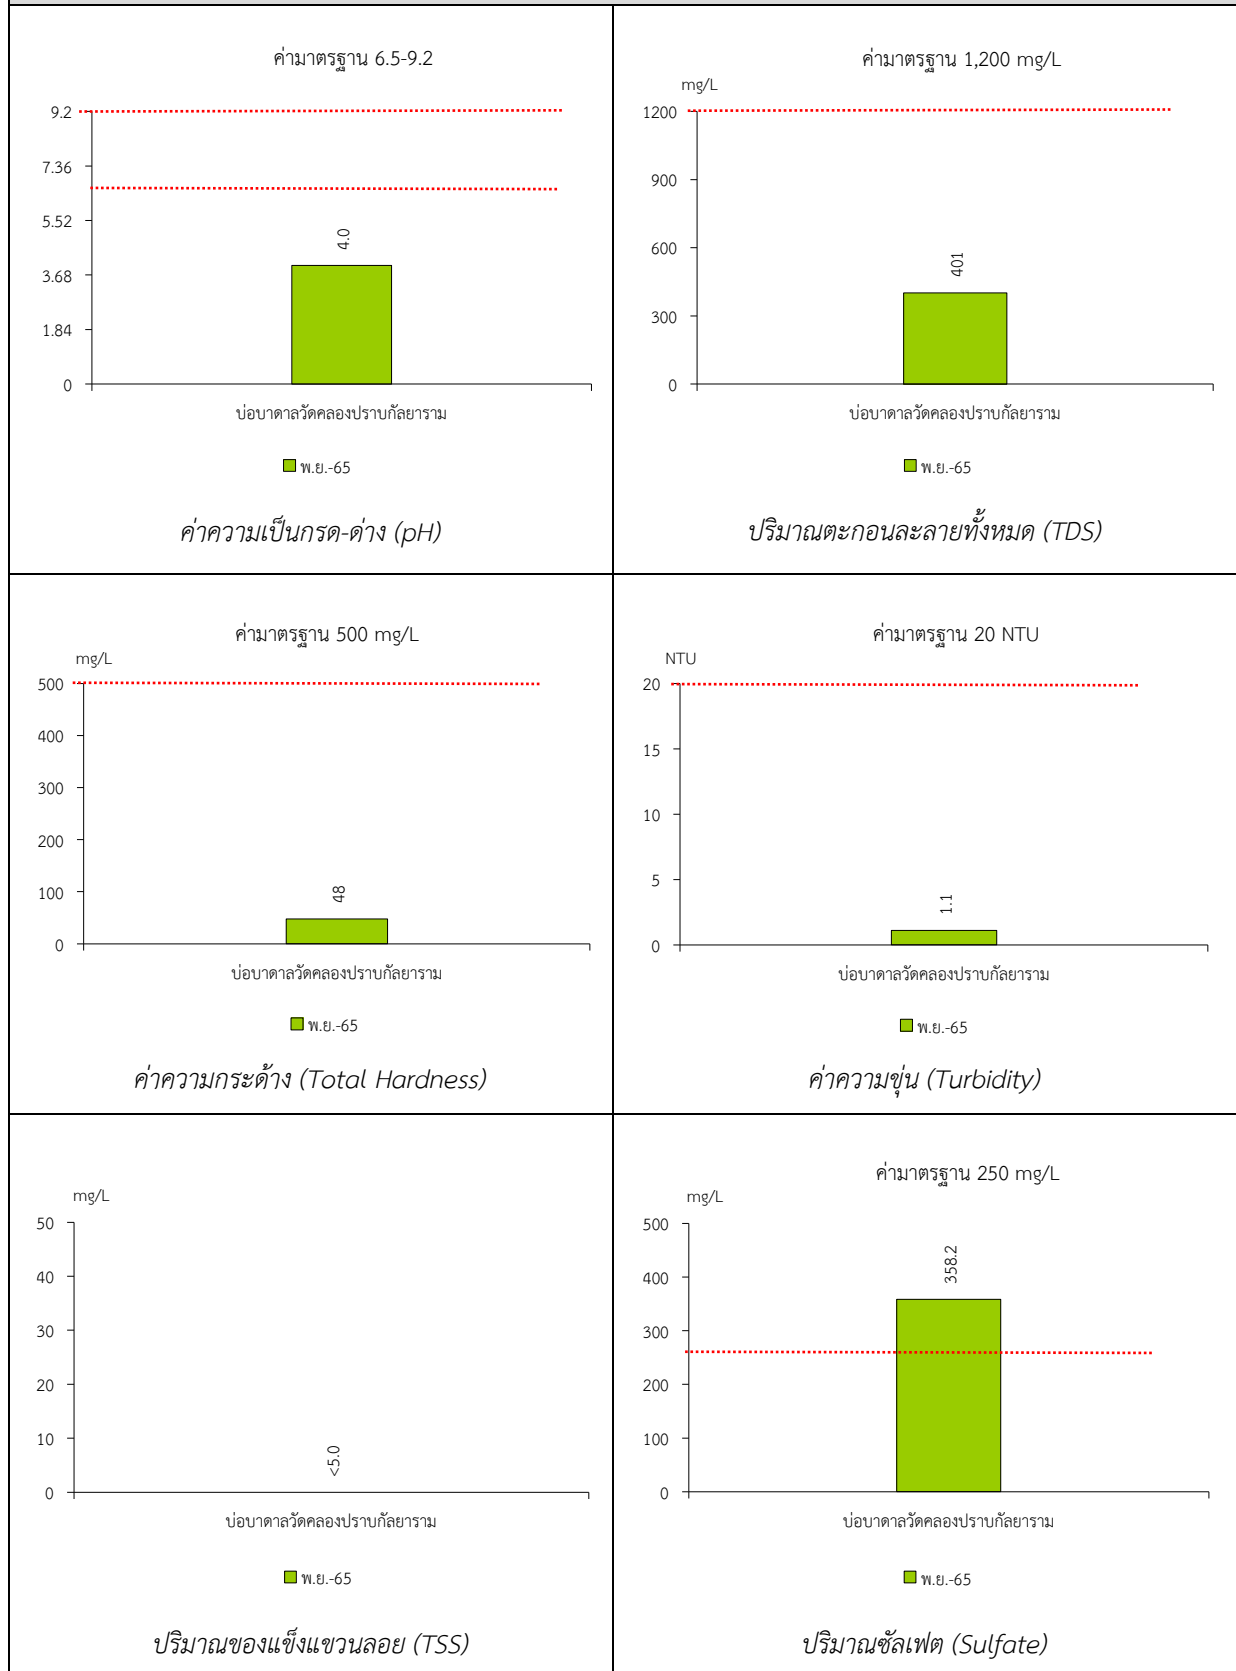 ค่ามาตรฐาน 6.5-9.2
9.2
7.36
5.52
3.68
1.84
0
4.0
บ่อบาดาลวัดคลองปราบกัลยาราม
พ.ย.-65
ค่าความเป็นกรด-ด่าง (pH)
ค่ามาตรฐาน 1,200 mg/L
mg/L
1200
900
600
300
0
401
บ่อบาดาลวัดคลองปราบกัลยาราม
พ.ย.-65
ปริมาณตะกอนละลายทั้งหมด (TDS)
ค่ามาตรฐาน 500 mg/L
mg/L
500
400
300
200
100
0
48
บ่อบาดาลวัดคลองปราบกัลยาราม
พ.ย.-65
ค่าความกระด้าง (Total Hardness)
ค่ามาตรฐาน 20 NTU
NTU
20
15
10
5
0
1.1
บ่อบาดาลวัดคลองปราบกัลยาราม
พ.ย.-65
ค่าความขุ่น (Turbidity)
mg/L
50
40
30
20
10
0
<5.0
บ่อบาดาลวัดคลองปราบกัลยาราม
พ.ย.-65
ปริมาณของแข็งแขวนลอย (TSS)
ค่ามาตรฐาน 250 mg/L
mg/L
500
400
300
200
100
0
358.2
บ่อบาดาลวัดคลองปราบกัลยาราม
พ.ย.-65
ปริมาณซัลเฟต (Sulfate)